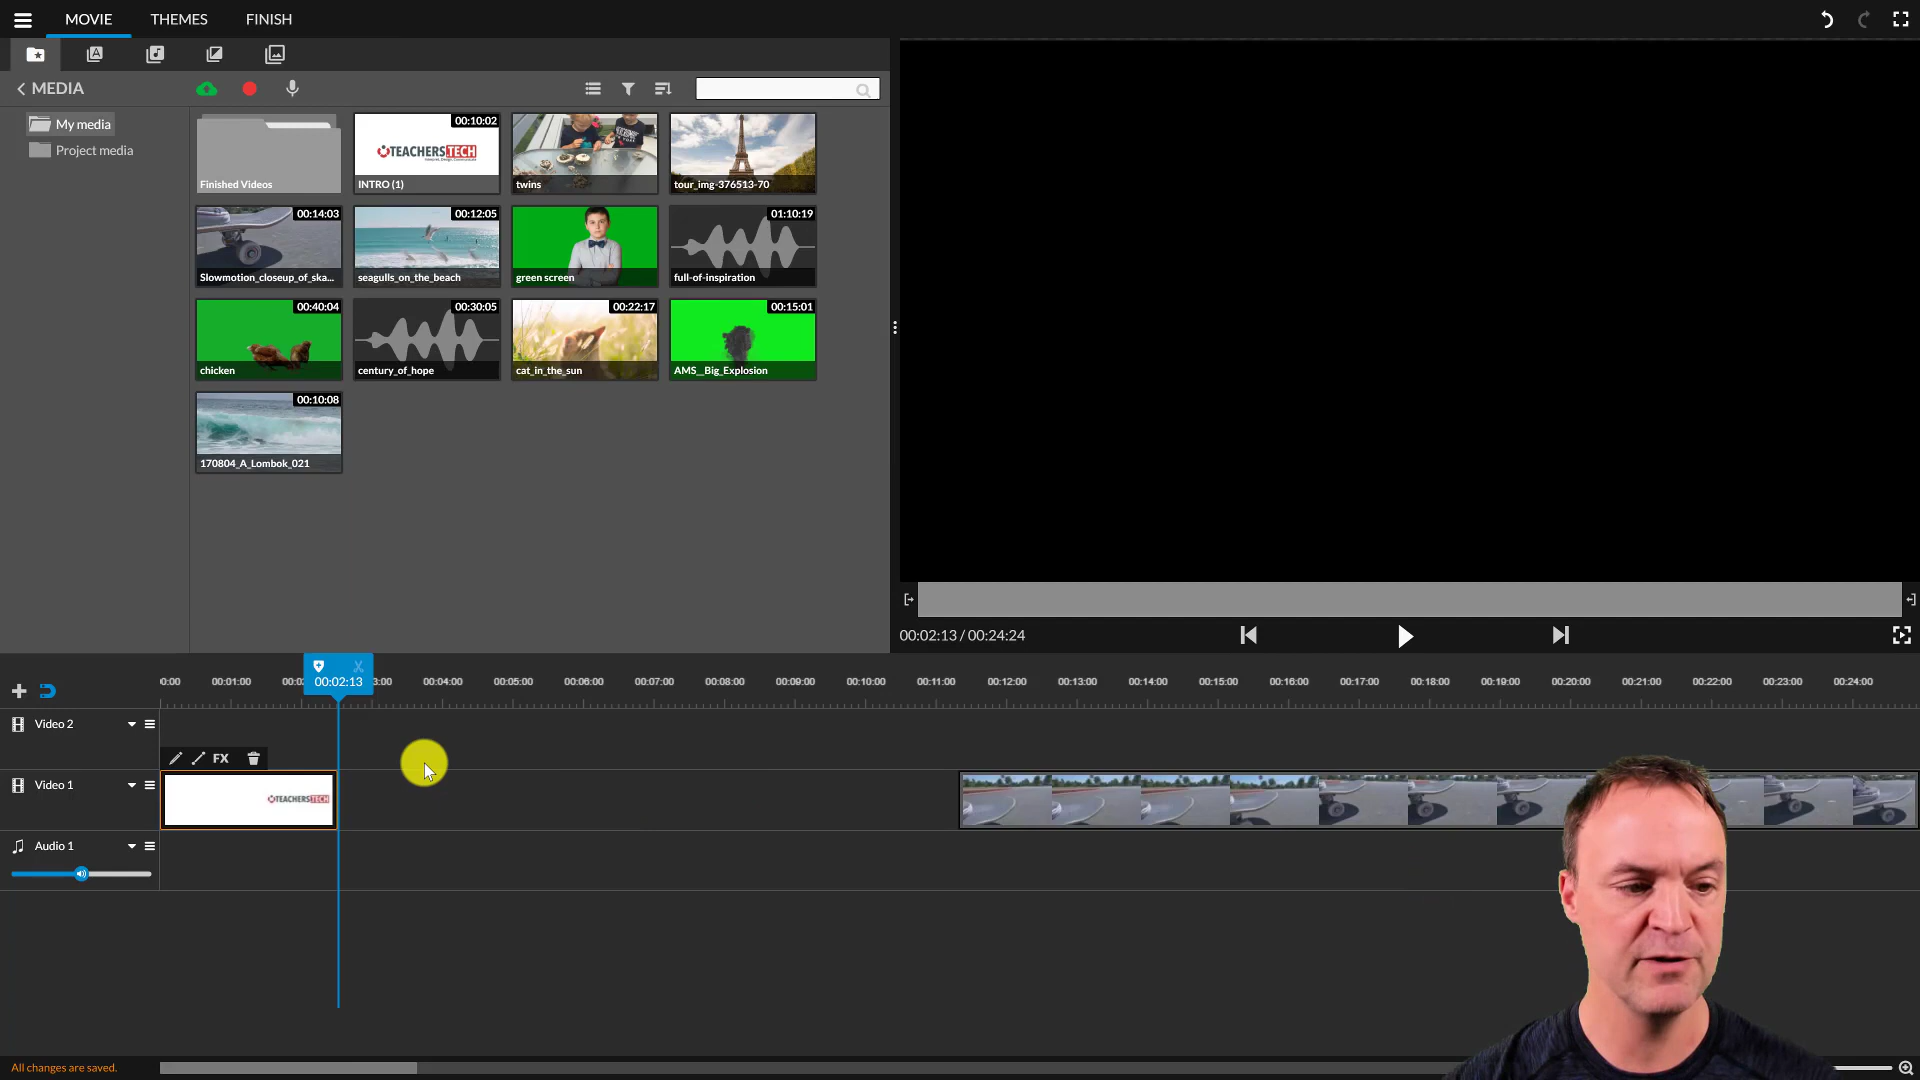 MOVIE THEMES FINISH
MEDIA
My media
Project media
Finished Videos
00:10:02
TEACHERSTECH
INTRO (1)
twins
tour_img-376513-70
00:14:03
Slowmotion_closeup_of_ska...
00:12:05
seagulls_on_the_beach
green screen
01:10:19
full-of-inspiration
00:40:04
chicken
00:30:05
century_of_hope
00:22:17
cat_in_the_sun
00:15:01
AMS__Big_Explosion
00:10:08
170804_A_Lombok_021
00:02:13 / 00:24:24
00:02:13
0:00 00:01:00 00:0 3:00 00:04:00 00:05:00 00:06:00 00:07:00 00:08:00 00:09:00 00:10:00 00:11:00 00:12:00 00:13:00 00:14:00 00:15:00 00:16:00 00:17:00 00:18:00 00:19:00 00:20:00 00:21:00 00:22:00 00:23:00 00:24:00
Video 2
FX
Video 1
TEACHERSTECH
Audio 1
All changes are saved.